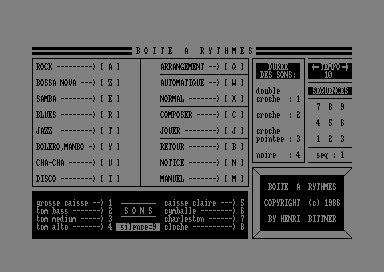 BOITE A RYTHMES
ROCK --------> [ A ]
BOSSA NOVA ---> [ Z ]
SAMBA -------> [ E ]
BLUES -------> [ R ]
JAZZ --------> [ T ]
BOLERO,MAMBO -> [ Y ]
CHA-CHA -----> [ U ]
DISCO -------> [ I ]
ARRANGEMENT --> [ Q ]
AUTOMATIQUE --> [ W ]
NORMAL ------> [ X ]
COMPOSER ----> [ C ]
JOUER -------> [ J ]
RETOUR ------> [ B ]
NOTICE ------> [ N ]
MANUEL ------> [ M ]
DUREE
DES SONS:
double
croche : 1
croche : 2
croche
pointee : 3
noire : 4
<-TEMPO->
10
SEQUENCES
7 8 9
4 5 6
1 2 3
seq : 1
grosse caisse --> 1
tom bass ------> 2
tom medium ----> 3
tom alto ------> 4
SONS
silence=9
caisse claire---> 5
cymballe ------> 6
charleston ----> 7
cloche --------> 8
BOITE A RYTHMES
COPYRIGHT (c) 1986
BY HENRI BITTNER